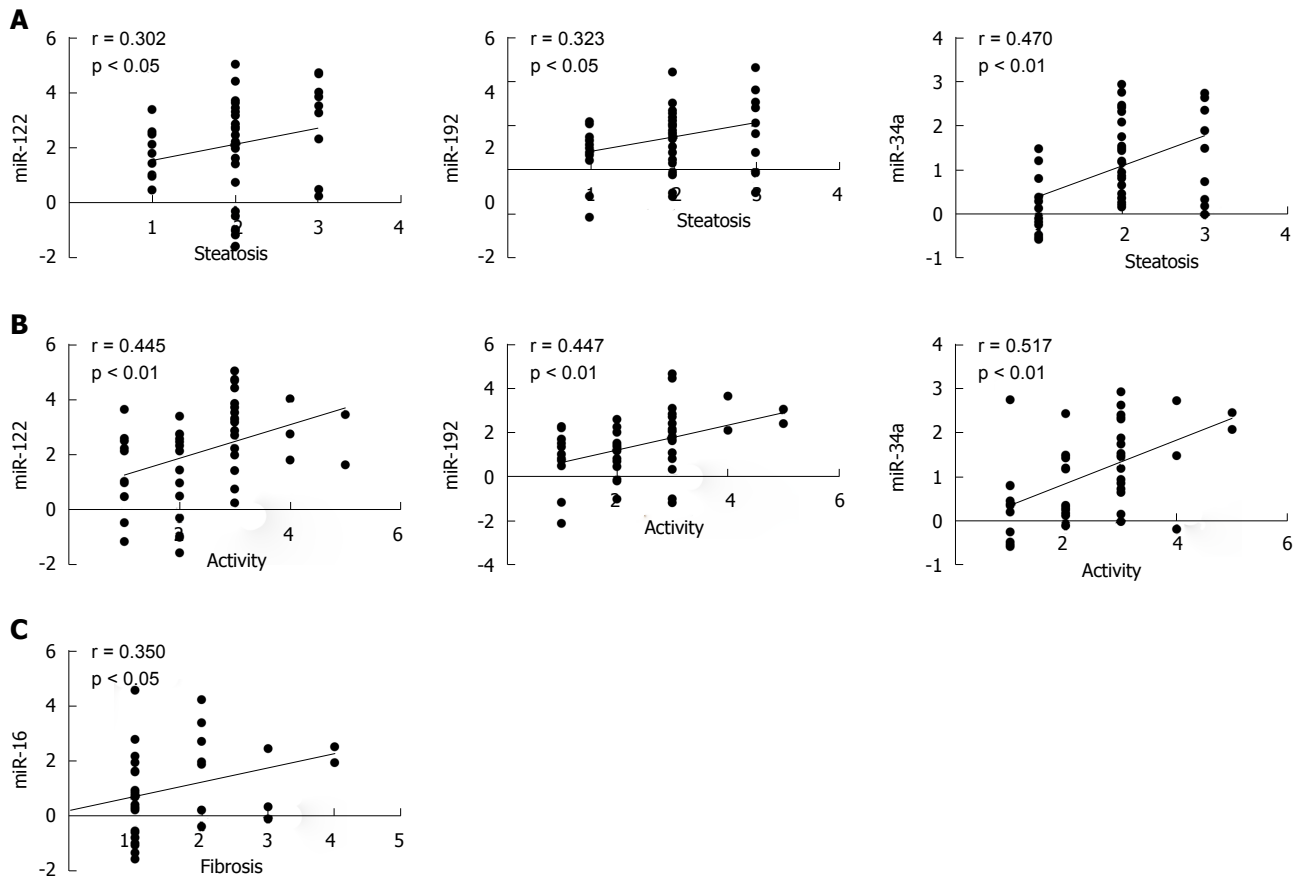 A
r = 0.302
p < 0.05
miR-122
6
4
2
0
-2
1
2
3
4
Steatosis
r = 0.323
p < 0.05
miR-192
6
4
2
0
-2
1
2
3
4
Steatosis
r = 0.470
p < 0.01
miR-34a
4
3
2
1
0
-1
2
3
4
Steatosis
B
r = 0.445
p < 0.01
miR-122
6
4
2
0
-2
2
4
6
Activity
r = 0.447
p < 0.01
miR-192
6
4
2
0
-2
-4
2
4
6
Activity
r = 0.517
p < 0.01
miR-34a
4
3
2
1
0
-1
2
4
6
Activity
C
r = 0.350
p < 0.05
miR-16
6
4
2
0
-2
1
2
3
4
5
Fibrosis